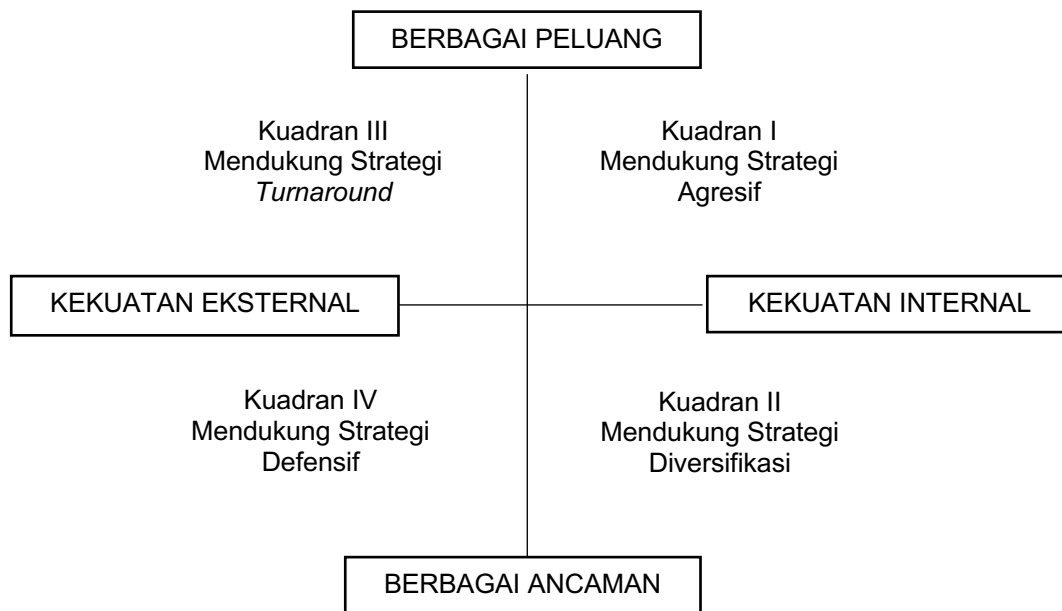 BERBAGAI PELUANG
Kuadran III
Mendukung Strategi
Turnaround
Kuadran I
Mendukung Strategi
Agresif
KEKUATAN EKSTERNAL
KEKUATAN INTERNAL
Kuadran IV
Mendukung Strategi
Defensif
Kuadran II
Mendukung Strategi
Diversifikasi
BERBAGAI ANCAMAN